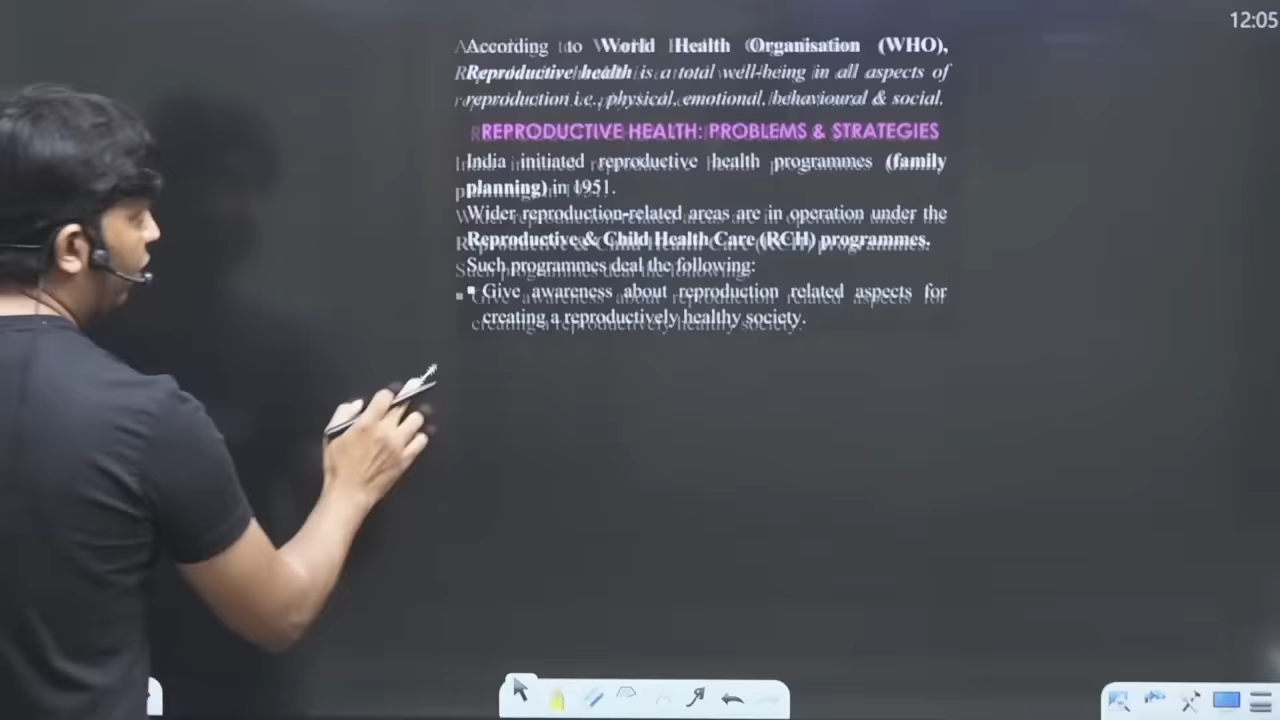 12:05
According to World Health Organisation (WHO),
Reproductive health is a total well-being in all aspects of
reproduction i.e., physical, emotional, behavioural & social.
REPRODUCTIVE HEALTH: PROBLEMS & STRATEGIES
India initiated reproductive health programmes (family
planning) in 1951.
Wider reproduction-related areas are in operation under the
Reproductive & Child Health Care (RCH) programmes.
Such programmes deal the following:
▪ Give awareness about reproduction related aspects for
creating a reproductively healthy society.